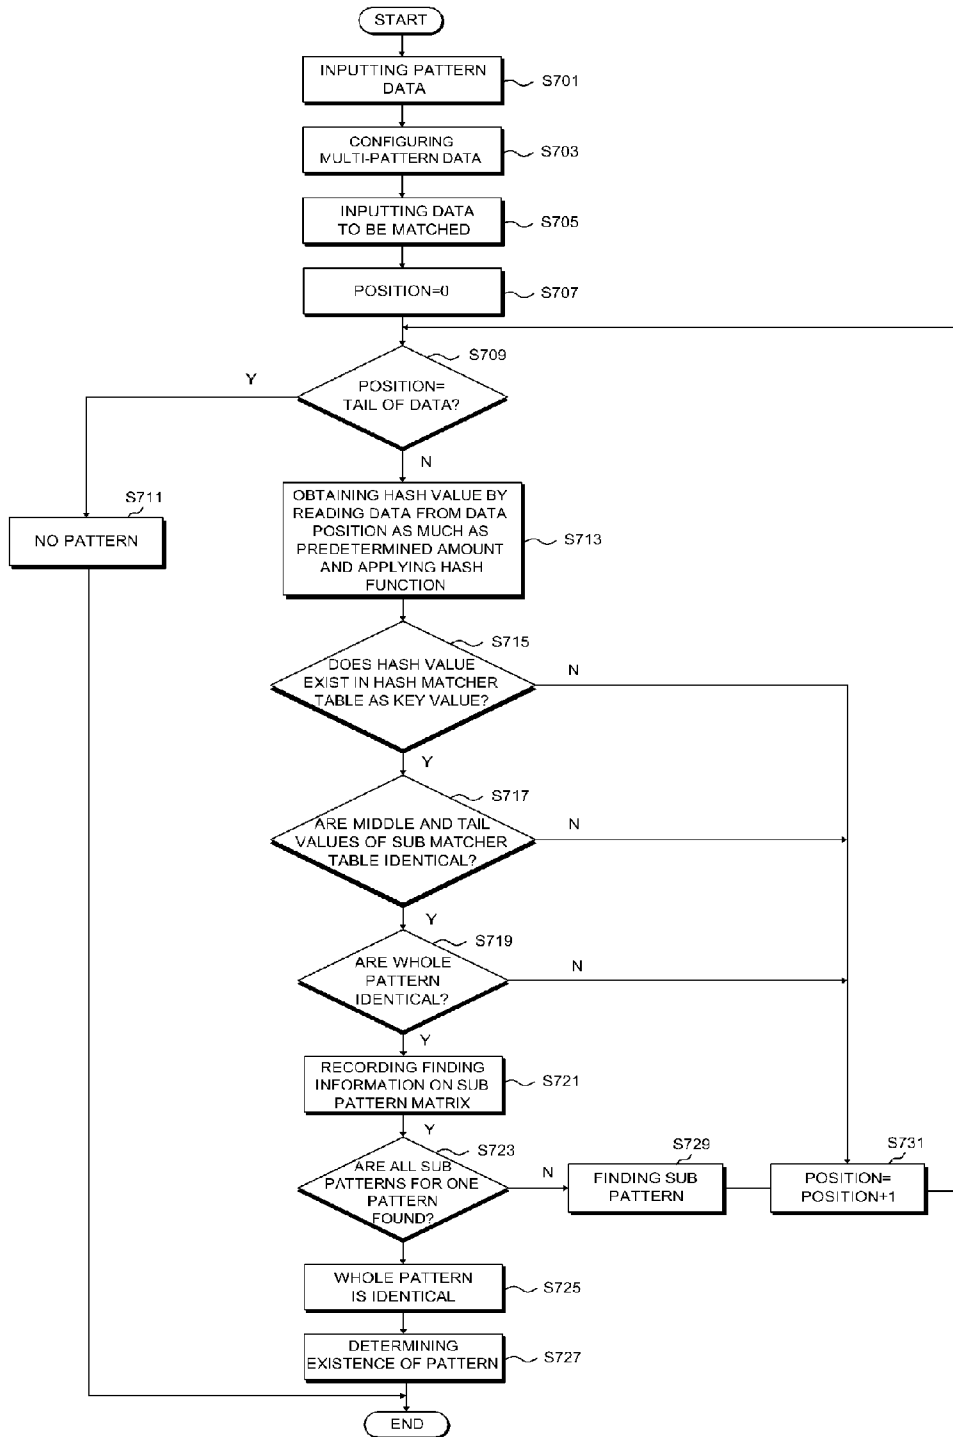 START
INPUTTING PATTERN
DATA
S701
CONFIGURING
MULTI-PATTERN DATA
S703
INPUTTING DATA
TO BE MATCHED
S705
POSITION=0
S707
S709
POSITION=
TAIL OF DATA?
Y
N
S711
NO PATTERN
OBTAINING HASH VALUE BY
READING DATA FROM DATA
POSITION AS MUCH AS
PREDETERMINED AMOUNT
AND APPLYING HASH
FUNCTION
S713
S715
DOES HASH VALUE
EXIST IN HASH MATCHER
TABLE AS KEY VALUE?
N
Y
S717
ARE MIDDLE AND TAIL
VALUES OF SUB MATCHER
TABLE IDENTICAL?
N
Y
S719
ARE WHOLE
PATTERN
IDENTICAL?
N
Y
RECORDING FINDING
INFORMATION ON SUB
PATTERN MATRIX
S721
Y
S723
ARE ALL SUB
PATTERNS FOR ONE
PATTERN
FOUND?
N
S729
FINDING SUB
PATTERN
S731
POSITION=
POSITION+1
WHOLE PATTERN
IS IDENTICAL
S725
DETERMINING
EXISTENCE OF PATTERN
S727
END